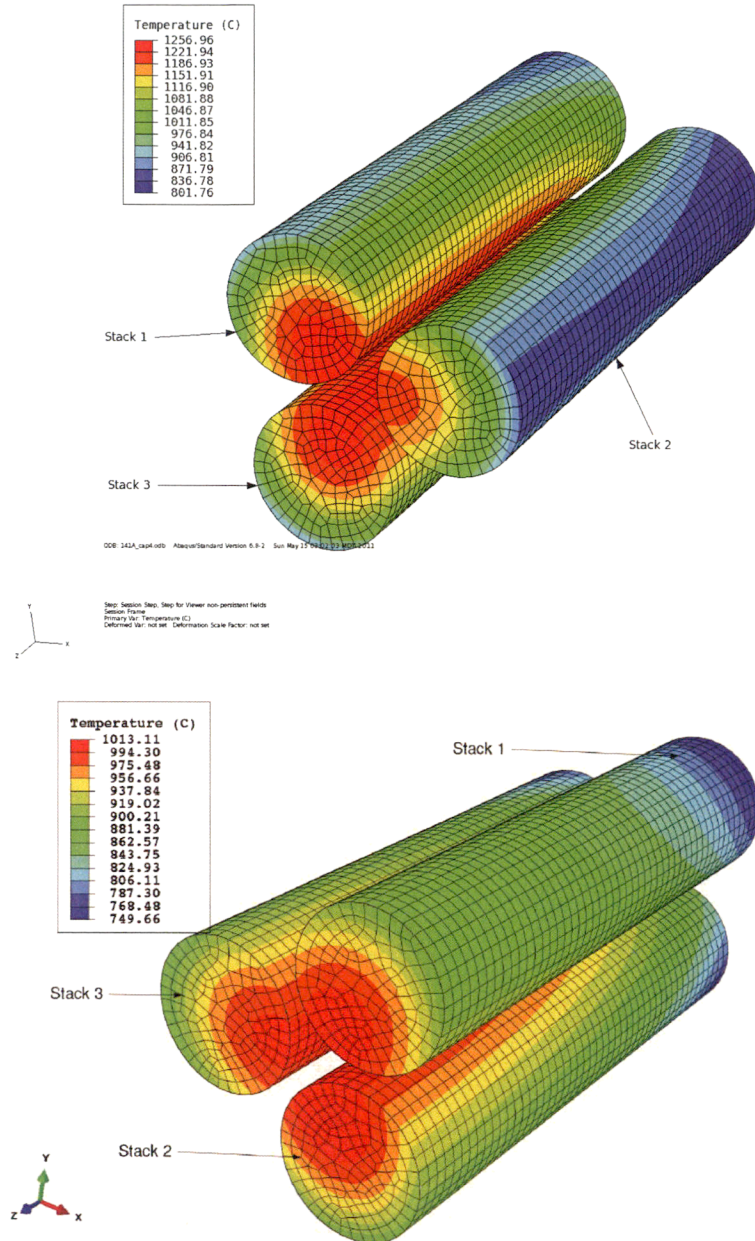 Temperature (C)
1256.96
1221.94
1186.93
1151.91
1116.90
1081.88
1046.87
1011.85
976.84
941.82
906.81
871.79
836.78
801.76
Stack 1
Stack 2
Stack 3
ODB: 141A_cap4.odb Abaqus/Standard Version 6.9-2 Sun May 15
Y
X
Z
Step: Session Step, Step for Viewer non-persistent fields
Session Frame
Primary Var: Temperature (C)
Deformed Var: not set Deformation Scale Factor: not set
Temperature (C)
1013.11
994.30
975.48
956.66
937.84
919.02
900.21
881.39
862.57
843.75
824.93
806.11
787.30
768.48
749.66
Stack 1
Stack 3
Stack 2
Y
Z
X